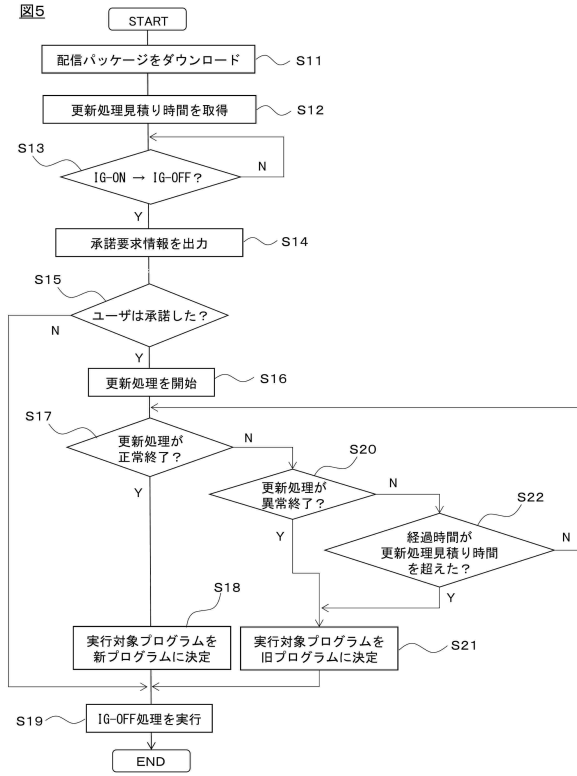 図5
START
配信パッケージをダウンロード
S11
更新処理見積り時間を取得
S12
S13
IG-ON → IG-OFF？
N
Y
承諾要求情報を出力
S14
S15
ユーザは承諾した？
N
Y
更新処理を開始
S16
S17
更新処理が
正常終了？
N
Y
S20
更新処理が
異常終了？
N
Y
S22
経過時間が
更新処理見積り時間
を超えた？
N
Y
S18
実行対象プログラムを
新プログラムに決定
実行対象プログラムを
旧プログラムに決定
S21
S19
IG-OFF処理を実行
END